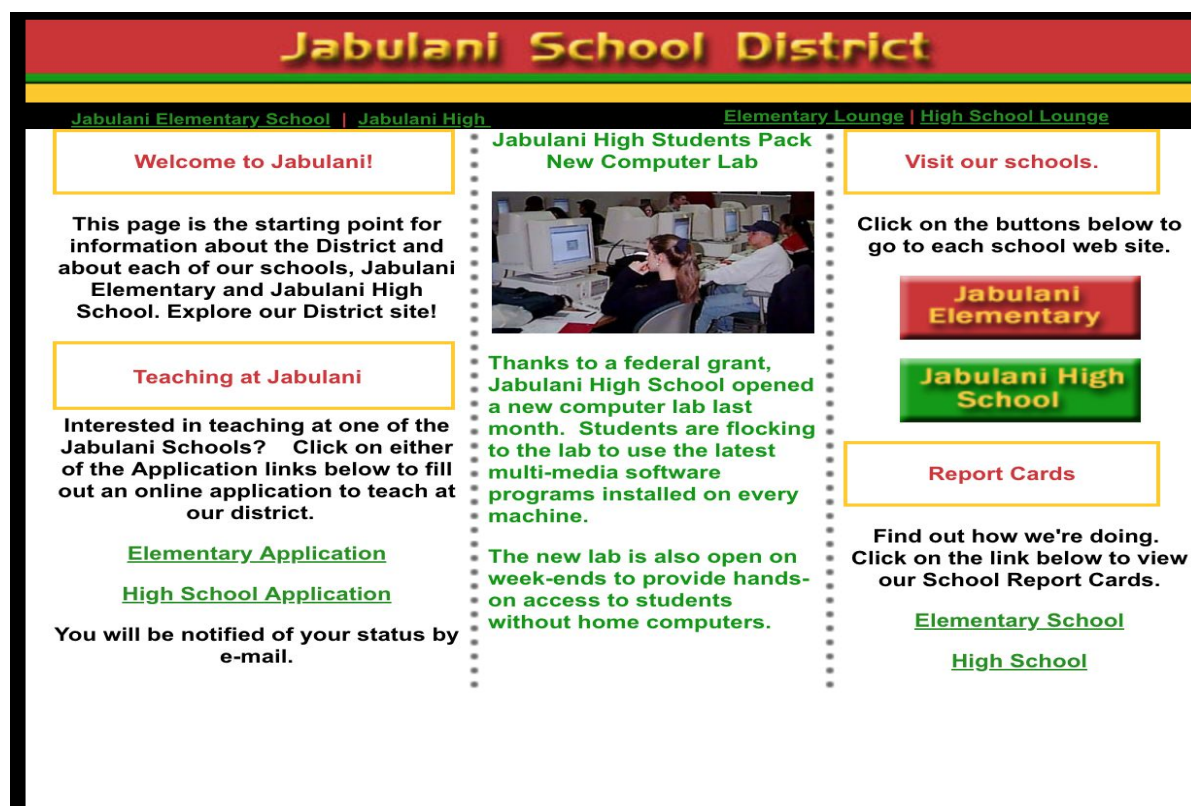 Jabulani School District
Jabulani Elementary School | Jabulani High
Elementary Lounge | High School Lounge
Welcome to Jabulani!
This page is the starting point for
information about the District and
about each of our schools, Jabulani
Elementary and Jabulani High
School. Explore our District site!
Teaching at Jabulani
Interested in teaching at one of the
Jabulani Schools? Click on either
of the Application links below to fill
out an online application to teach at
our district.
Elementary Application
High School Application
You will be notified of your status by
e-mail.
Jabulani High Students Pack
New Computer Lab
Thanks to a federal grant,
Jabulani High School opened
a new computer lab last
month. Students are flocking
to the lab to use the latest
multi-media software
programs installed on every
machine.
The new lab is also open on
week-ends to provide hands-
on access to students
without home computers.
Visit our schools.
Click on the buttons below to
go to each school web site.
Jabulani
Elementary
Jabulani High
School
Report Cards
Find out how we're doing.
Click on the link below to view
our School Report Cards.
Elementary School
High School